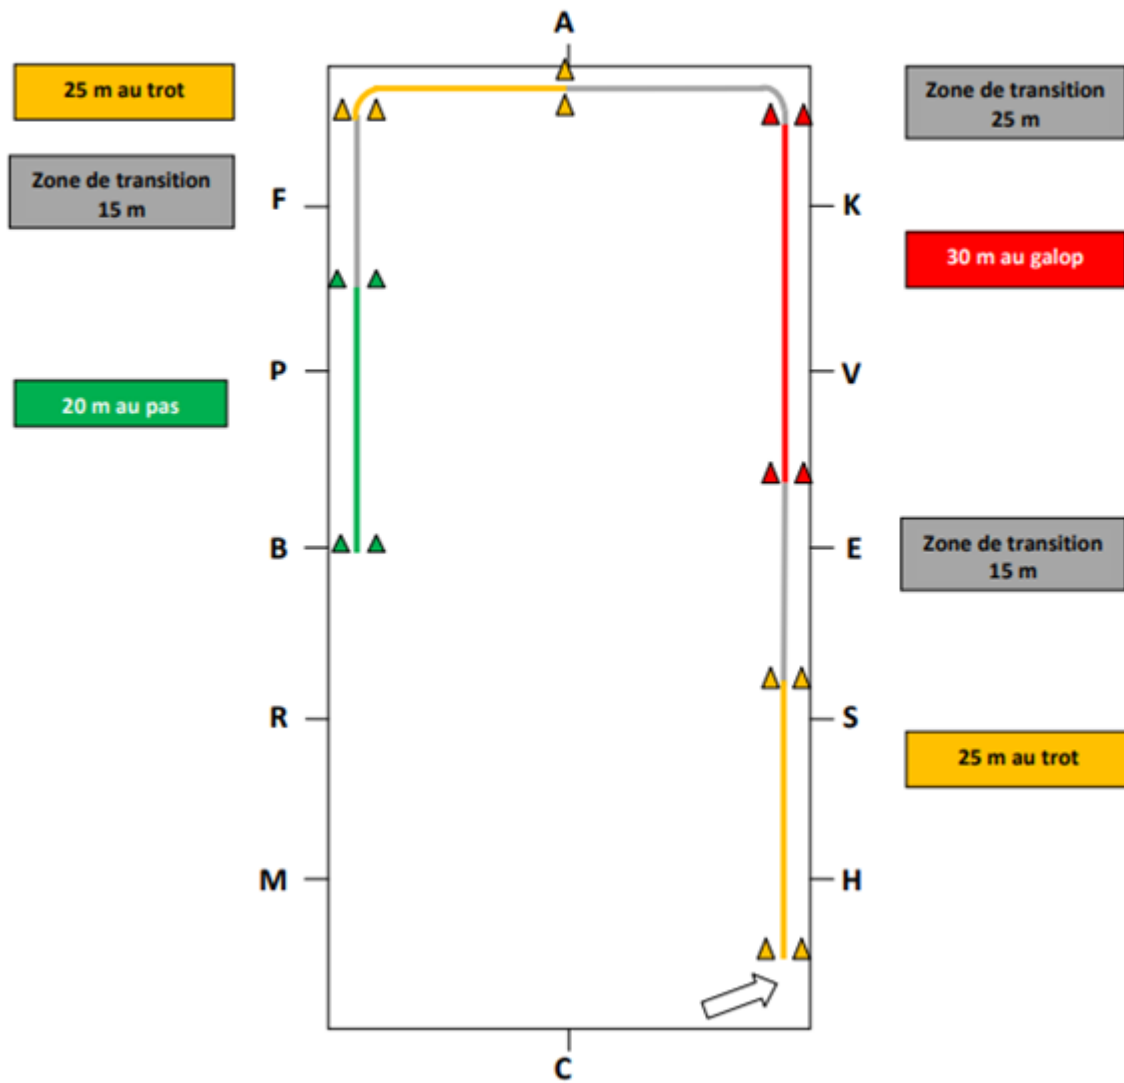 A
25 m au trot
Zone de transition
25 m
Zone de transition
15 m
F
K
30 m au galop
P
V
20 m au pas
B
E
Zone de transition
15 m
R
S
25 m au trot
M
H
C